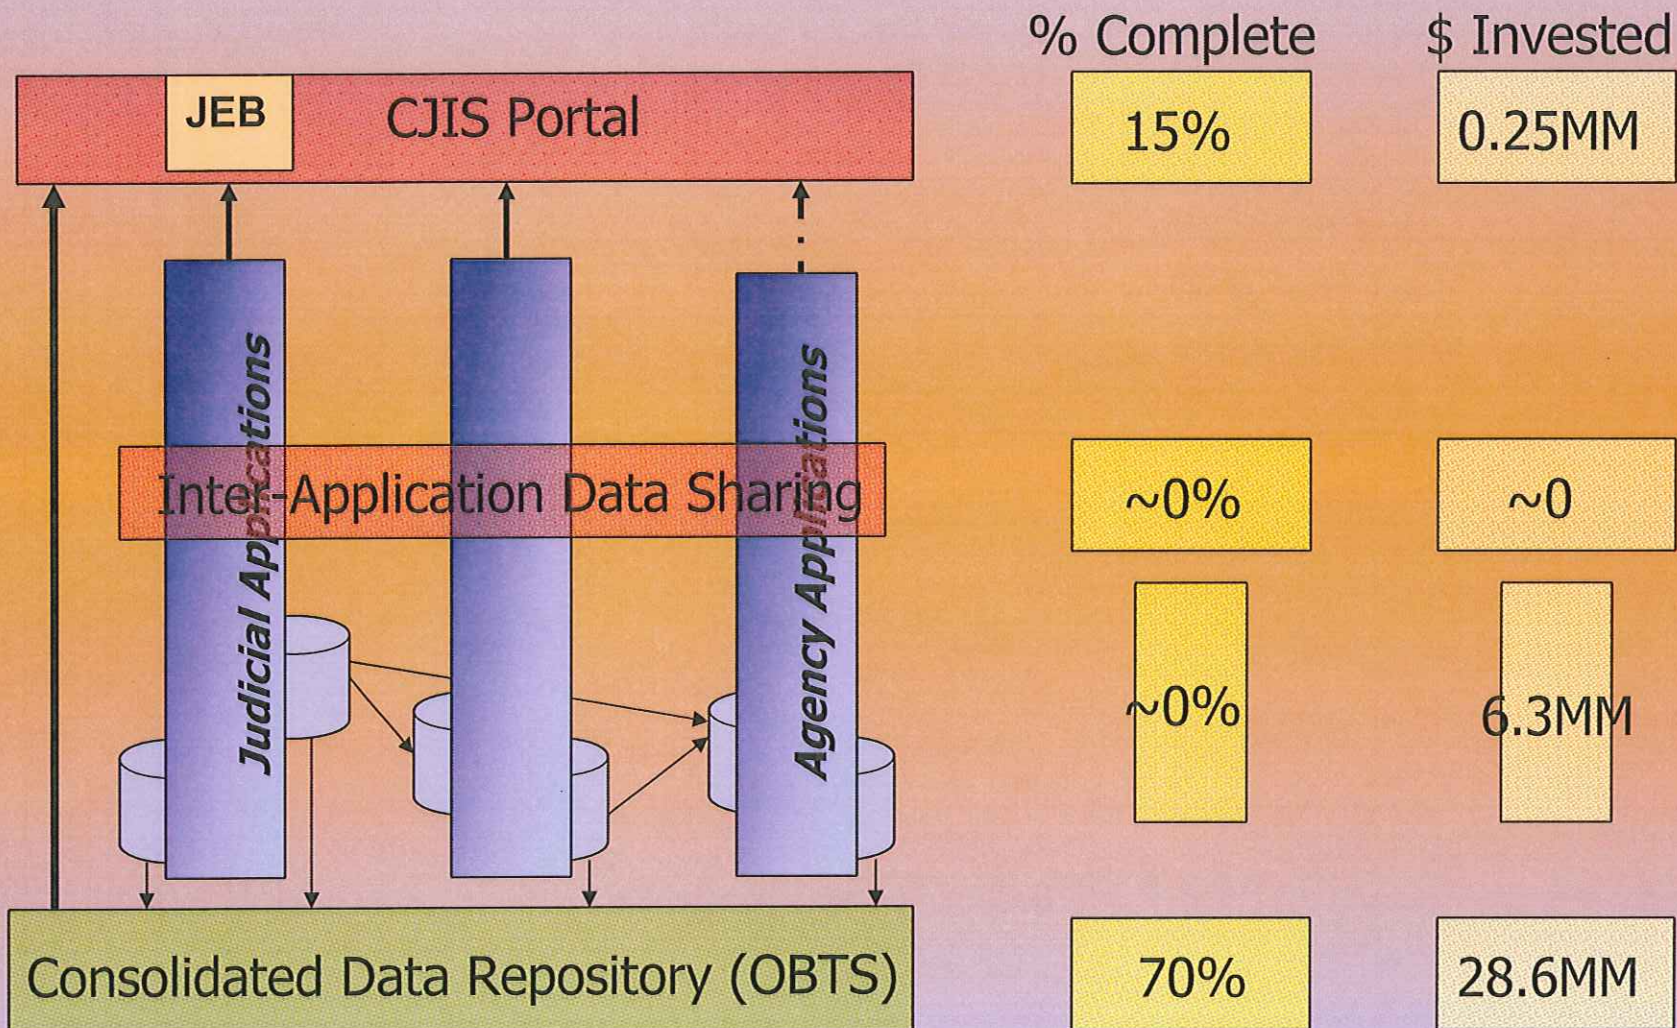 % Complete $ Invested
JEB CJIS Portal 15% 0.25MM
Judicial Applications
Agency Applications
Inter-Application Data Sharing ~0% ~0
~0% 6.3MM
Consolidated Data Repository (OBTS) 70% 28.6MM